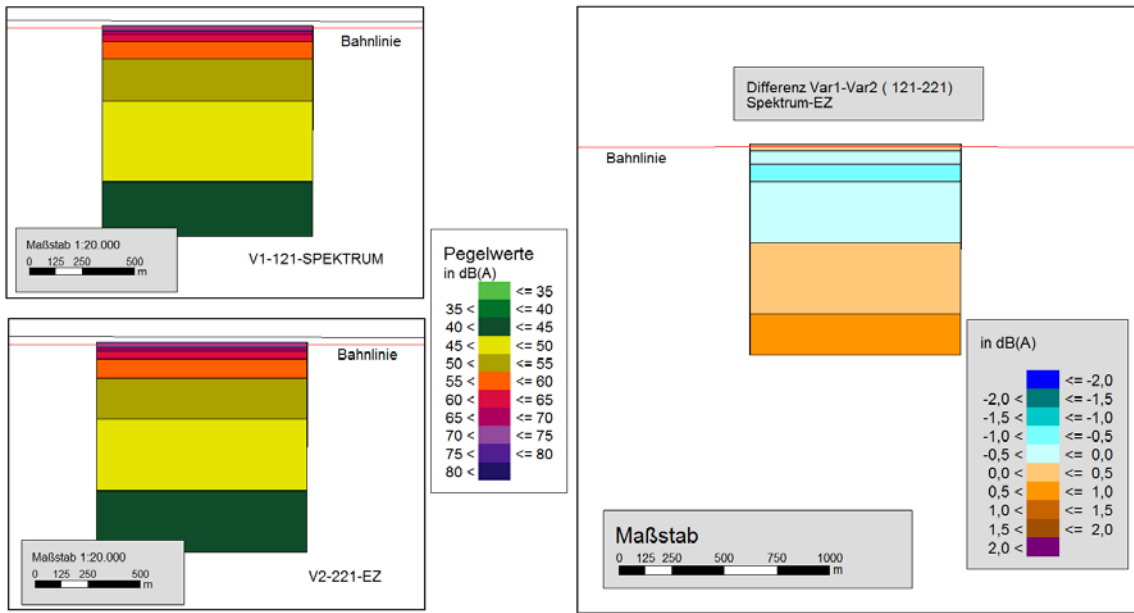 Bahnlinie
Maßstab 1:20.000
0 125 250 500
m
V1-121-SPEKTRUM
Bahnlinie
Maßstab 1:20.000
0 125 250 500
m
V2-221-EZ
Pegelwerte
in dB(A)
<= 35
35 < <= 40
40 < <= 45
45 < <= 50
50 < <= 55
55 < <= 60
60 < <= 65
65 < <= 70
70 < <= 75
75 < <= 80
80 <
Differenz Var1-Var2 ( 121-221)
Spektrum-EZ
Bahnlinie
in dB(A)
<= -2,0
-2,0 < <= -1,5
-1,5 < <= -1,0
-1,0 < <= -0,5
-0,5 < <= 0,0
0,0 < <= 0,5
0,5 < <= 1,0
1,0 < <= 1,5
1,5 < <= 2,0
2,0 <
Maßstab
0 125 250 500 750 1000
m